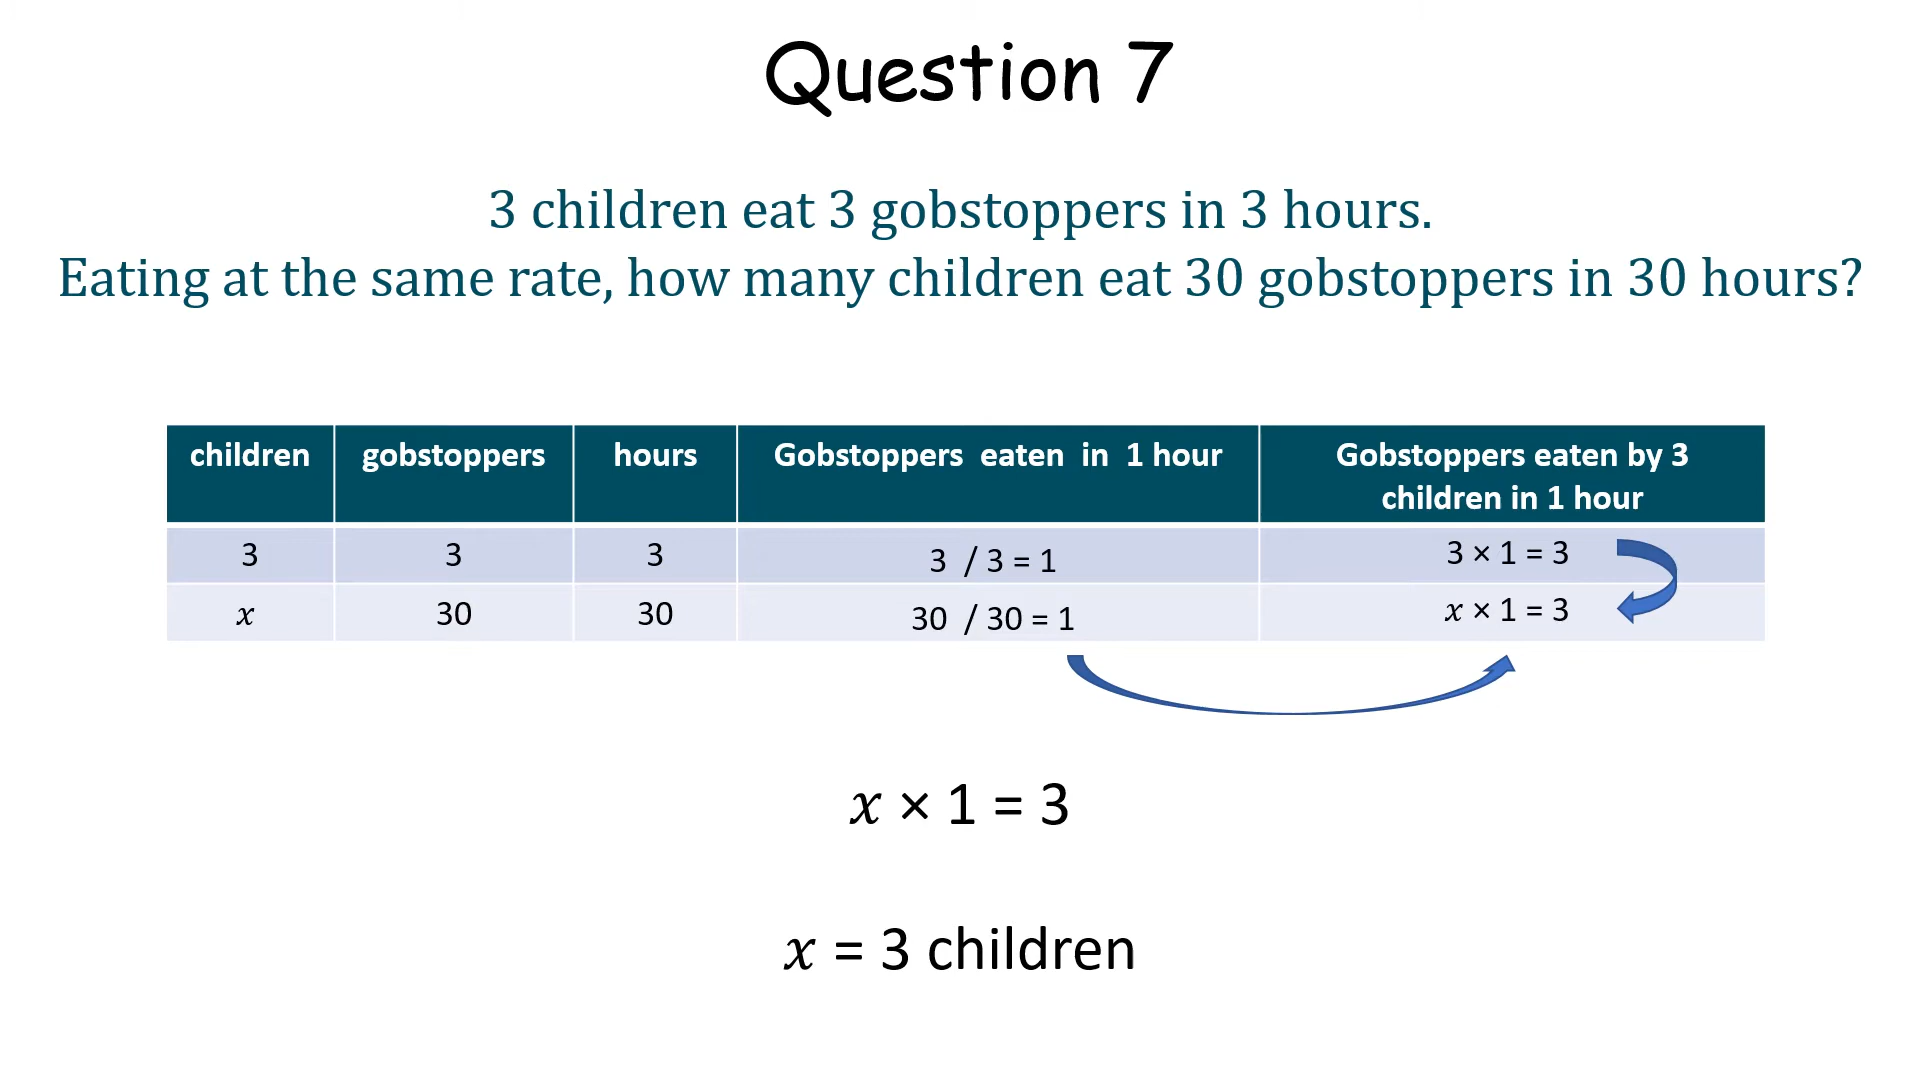 Question 7
3 children eat 3 gobstoppers in 3 hours.
Eating at the same rate, how many children eat 30 gobstoppers in 30 hours?
children gobstoppers hours Gobstoppers eaten in 1 hour Gobstoppers eaten by 3
children in 1 hour
3 3 3 3 / 3 = 1 3 × 1 = 3
x 30 30 30 / 30 = 1 x × 1 = 3
x × 1 = 3
x = 3 children